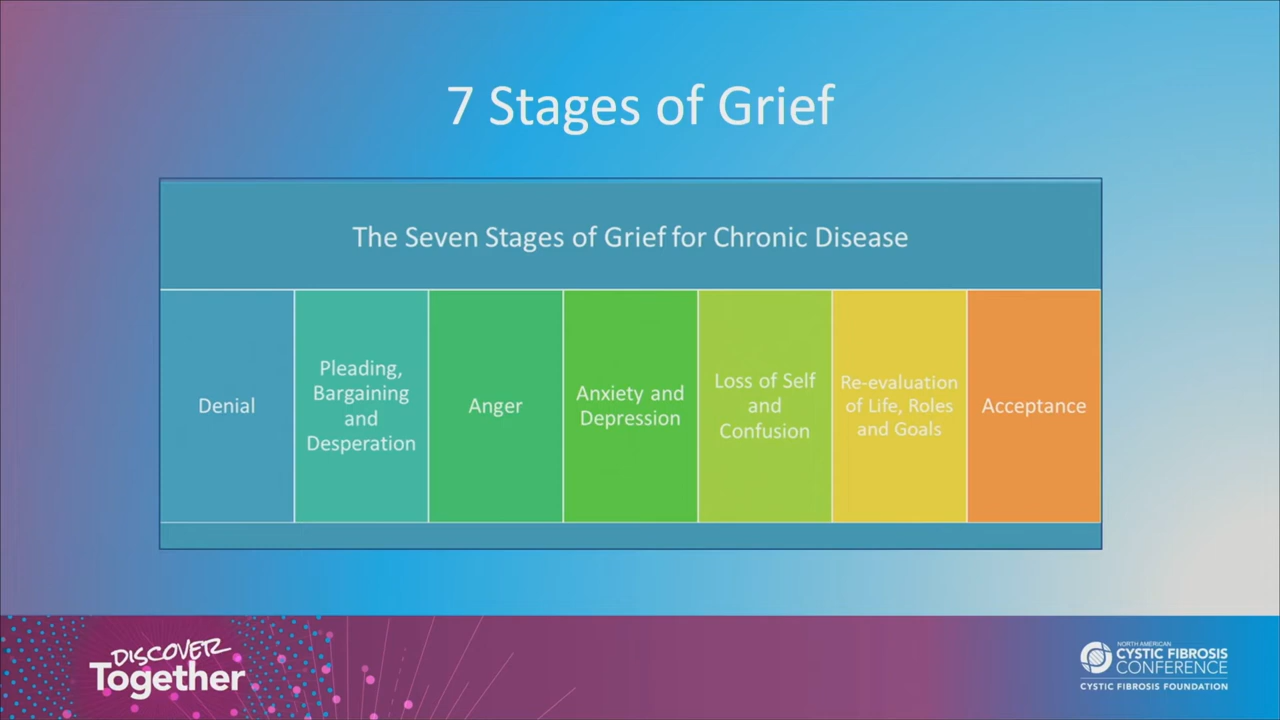 7 Stages of Grief
The Seven Stages of Grief for Chronic Disease
Denial
Pleading,
Bargaining
and
Desperation
Anger
Anxiety and
Depression
Loss of Self
and
Confusion
Re-evaluation
of Life, Roles
and Goals
Acceptance
DISCOVER
Together
NORTH AMERICAN
CYSTIC FIBROSIS
CONFERENCE
CYSTIC FIBROSIS FOUNDATION